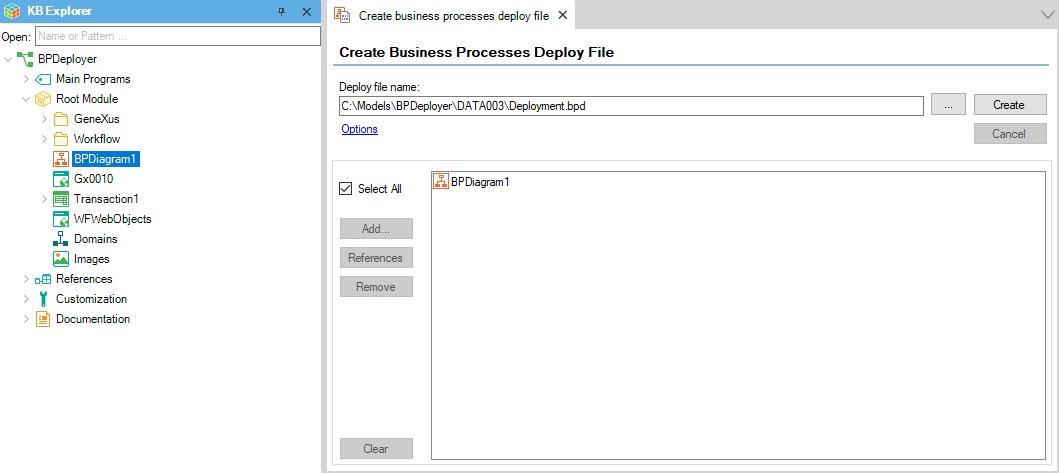 KB Explorer
Open: Name or Pattern ...
BPDeployer
Main Programs
Root Module
GeneXus
Workflow
BPDiagram1
Gx0010
Transaction1
WFWebObjects
Domains
Images
References
Customization
Documentation
Create business processes deploy file
Create Business Processes Deploy File
Deploy file name:
C:\Models\BPDeployer\DATA003\Deployment.bpd
... Create
Options
Cancel
Select All
BPDiagram1
Add...
References
Remove
Clear